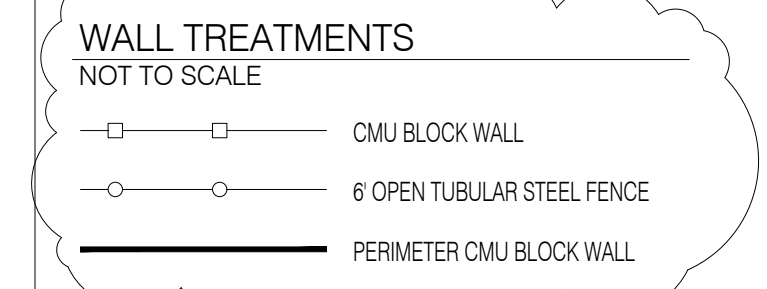 WALL TREATMENTS
NOT TO SCALE
CMU BLOCK WALL
6' OPEN TUBULAR STEEL FENCE
PERIMETER CMU BLOCK WALL